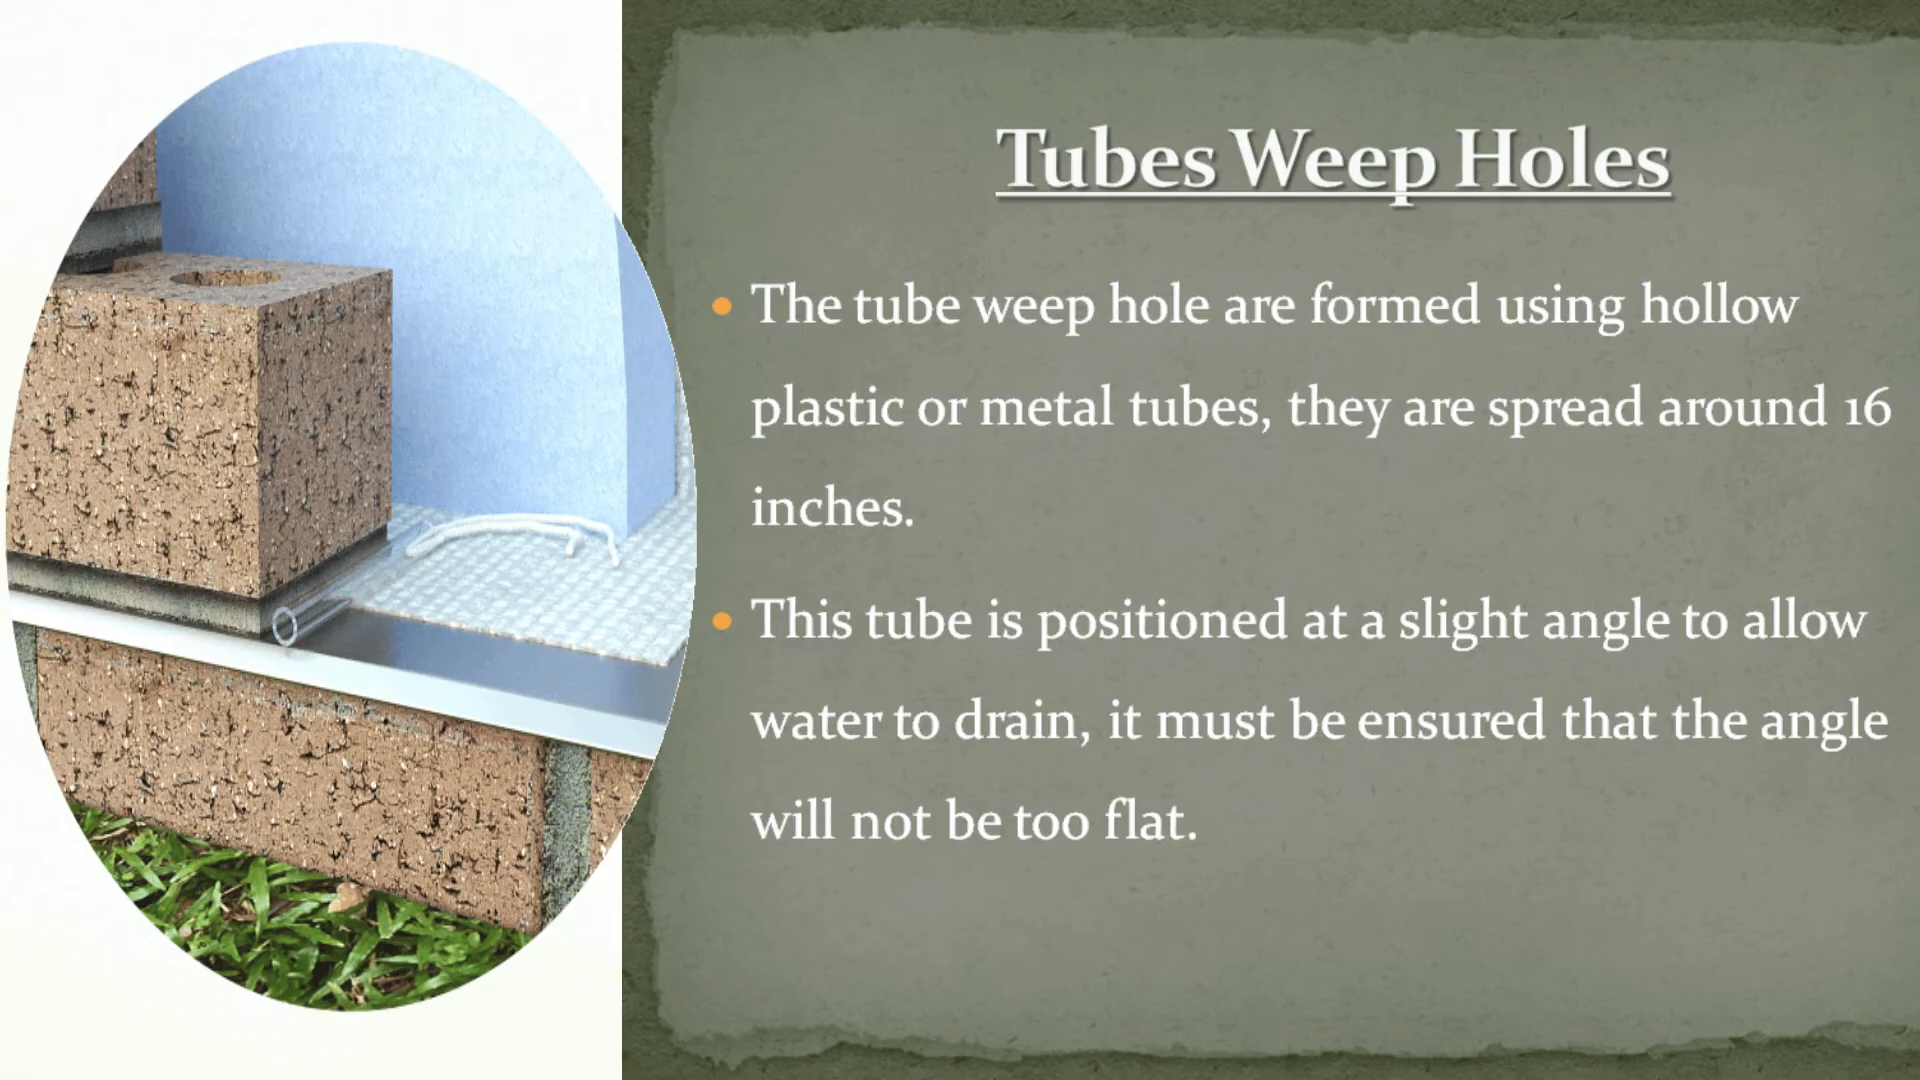 Tubes Weep Holes
• The tube weep hole are formed using hollow
plastic or metal tubes, they are spread around 16
inches.
• This tube is positioned at a slight angle to allow
water to drain, it must be ensured that the angle
will not be too flat.